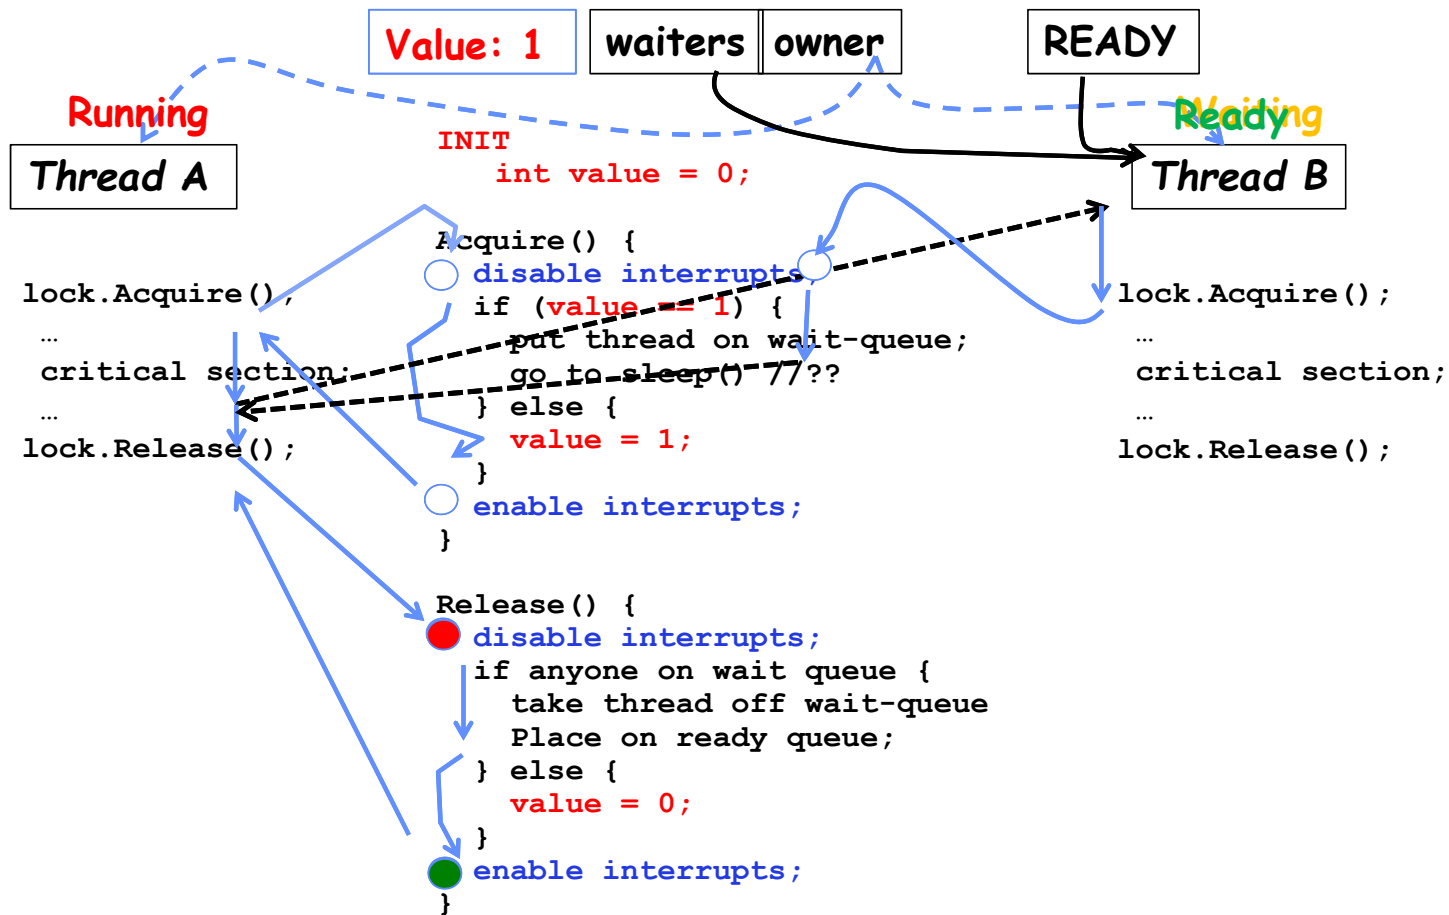 Value: 1
waiters
owner
READY
Running
Waiting
Ready
Thread A
Thread B
INIT
int value = 0;
Acquire() {
disable interrupts;
if (value == 1) {
put thread on wait-queue;
go to sleep() //??
} else {
value = 1;
}
enable interrupts;
}
lock.Acquire();
…
critical section;
…
lock.Release();
lock.Acquire();
…
critical section;
…
lock.Release();
Release() {
disable interrupts;
if anyone on wait queue {
take thread off wait-queue
Place on ready queue;
} else {
value = 0;
}
enable interrupts;
}